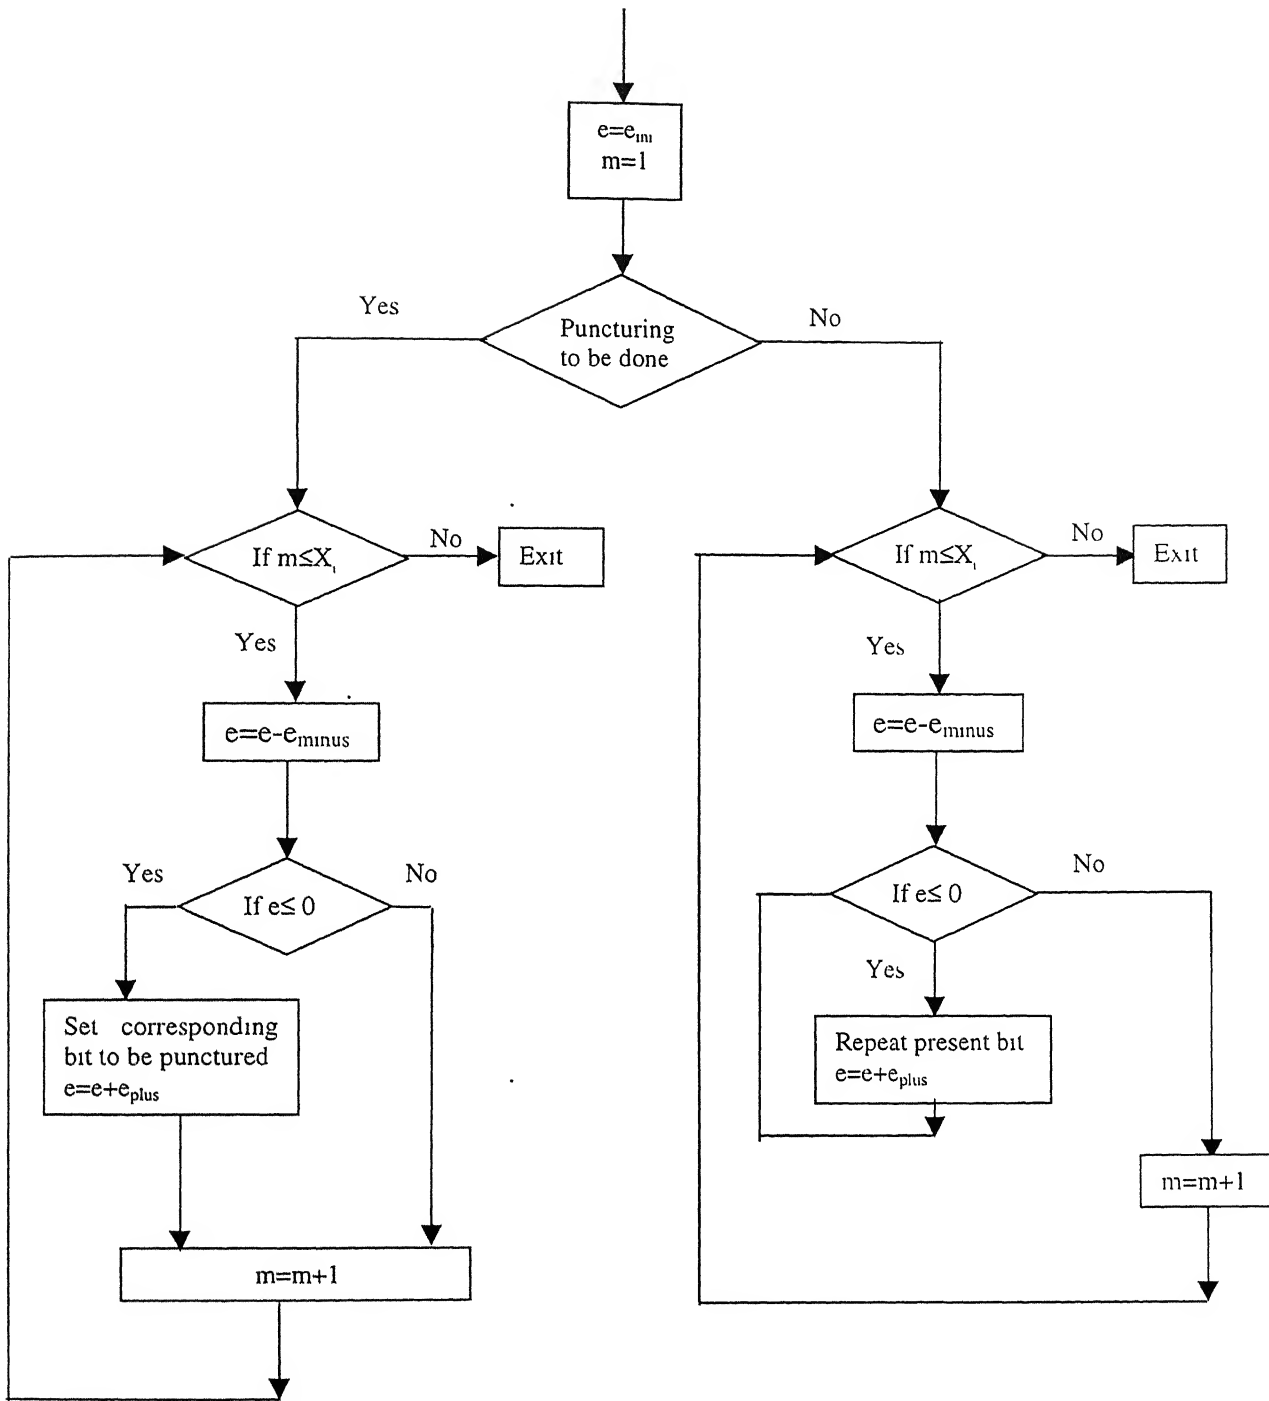 e=e_ini
m=1
Yes
No
Puncturing
to be done
If m≤X_i
No
Exit
If m≤X_i
No
Exit
Yes
Yes
e=e-e_minus
e=e-e_minus
Yes
No
If e≤ 0
No
If e≤ 0
Yes
Set corresponding
bit to be punctured
e=e+e_plus
Repeat present bit
e=e+e_plus
m=m+1
m=m+1